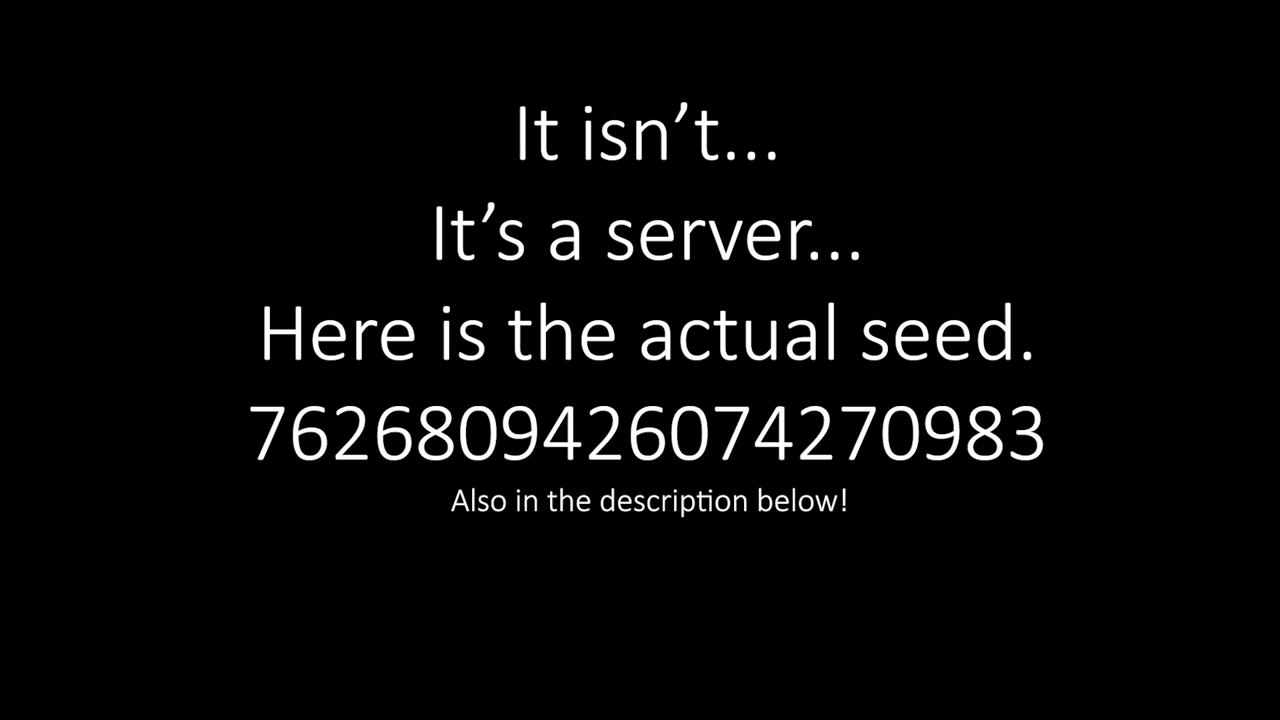 It isn’t...
It’s a server...
Here is the actual seed.
7626809426074270983
Also in the description below!